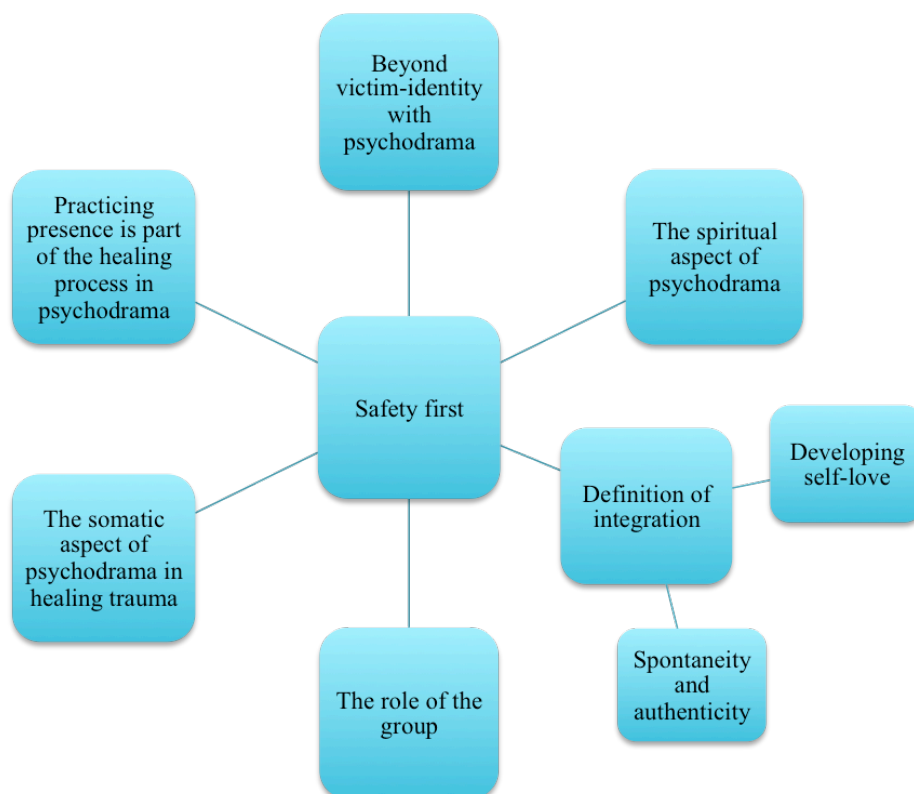 Beyond
victim-identity
with
psychodrama
Practicing
presence is part
of the healing
process in
psychodrama
The spiritual
aspect of
psychodrama
Safety first
Developing
self-love
Definition of
integration
The somatic
aspect of
psychodrama in
healing trauma
Spontaneity
and
authenticity
The role of the
group